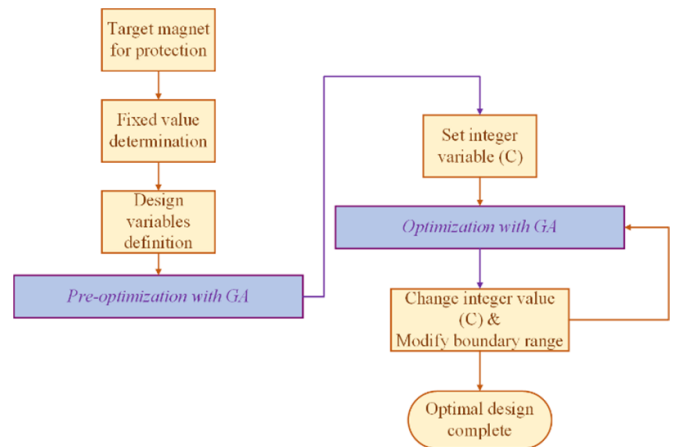 Target magnet
for protection
Fixed value
determination
Design
variables
definition
Pre-optimization with GA
Set integer
variable (C)
Optimization with GA
Change integer value
(C) &
Modify boundary range
Optimal design
complete